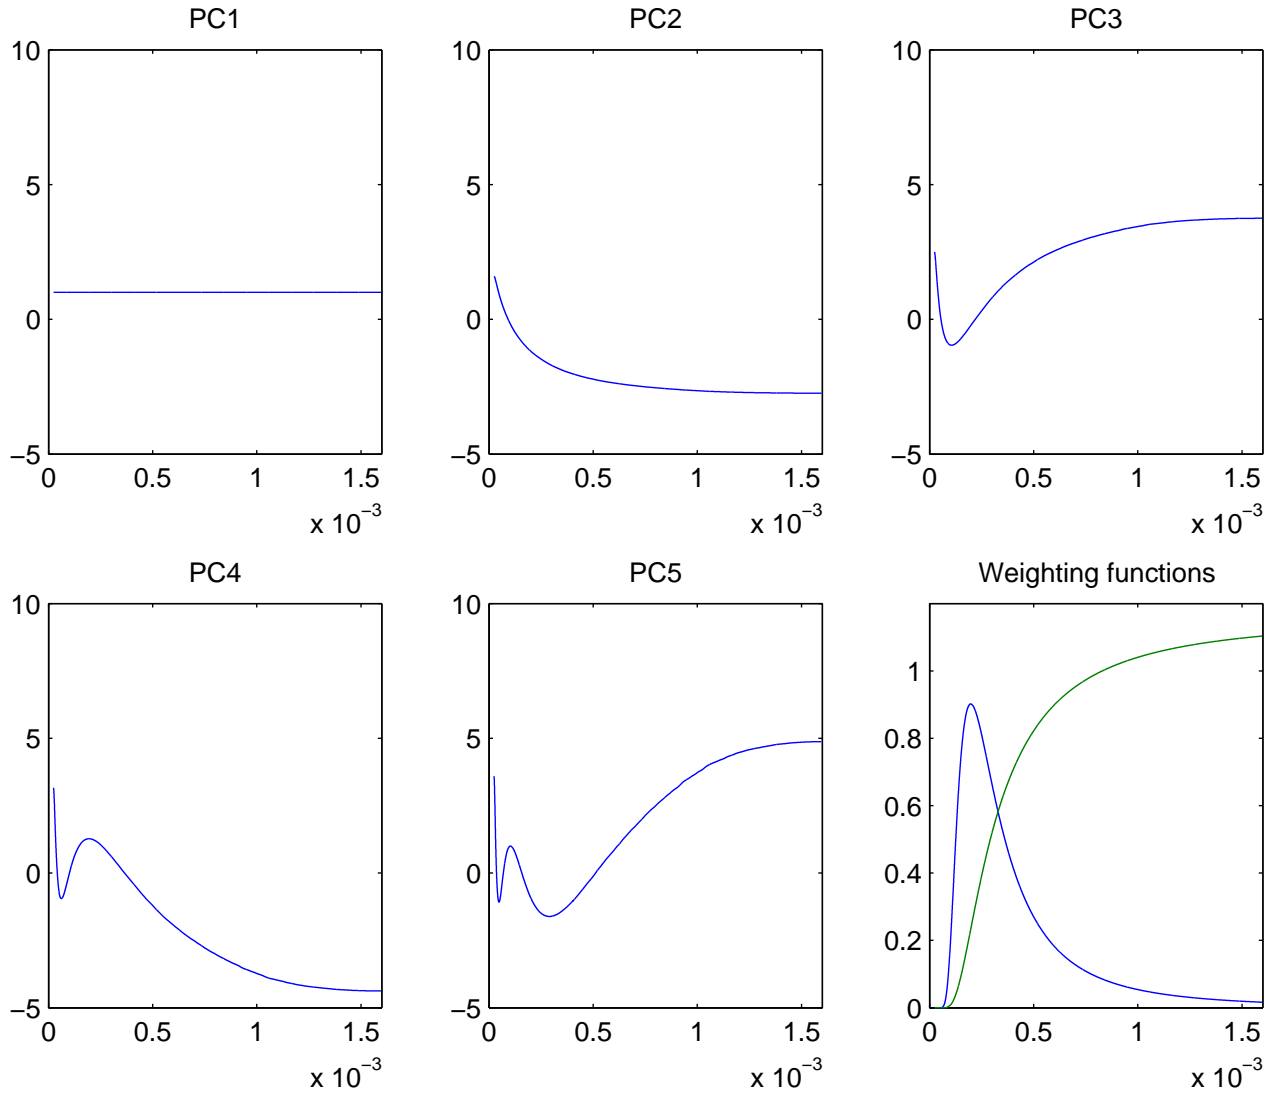 PC1 PC2 PC3
10 10 10
5 5 5
0 0 0
−5 −5 −5
0 0.5 1 1.5 0 0.5 1 1.5 0 0.5 1 1.5
x 10−3 x 10−3 x 10−3
PC4 PC5 Weighting functions
10 10
1
5 5 0.8
0.6
0 0 0.4
0.2
−5 −5 0
0 0.5 1 1.5 0 0.5 1 1.5 0 0.5 1 1.5
x 10−3 x 10−3 x 10−3